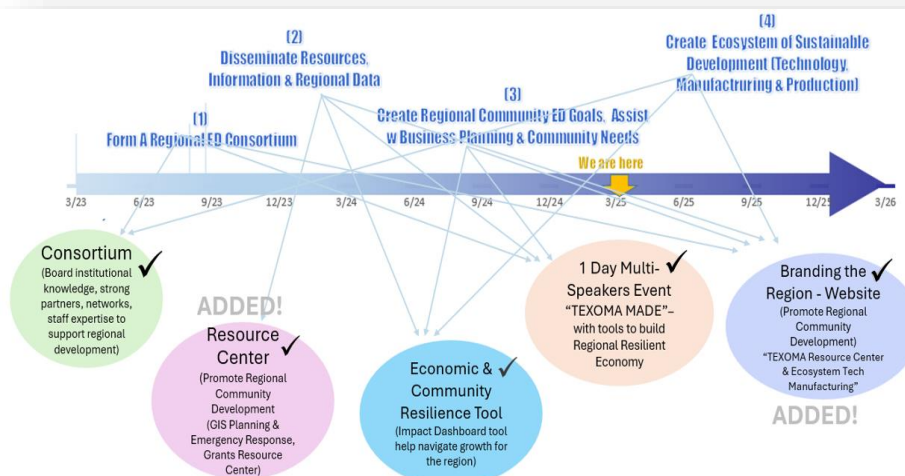 (1)
Form A Regional ED Consortium
(2)
Disseminate Resources,
Information & Regional Data
(3)
Create Regional Community ED Goals, Assist
w Business Planning & Community Needs
(4)
Create Ecosystem of Sustainable
Development (Technology,
Manufactruring & Production)
We are here
3/23
6/23
9/23
12/23
3/24
6/24
9/24
12/24
3/25
6/25
9/25
12/25
3/26
Consortium
(Board institutional
knowledge, strong
partners, networks,
staff expertise to
support regional
development)
ADDED!
Resource
Center
(Promote Regional
Community
Development
(GIS Planning &
Emergency Response,
Grants Resource
Center)
Economic &
Community
Resilience Tool
(Impact Dashboard tool
help navigate growth for
the region)
1 Day Multi-
Speakers Event
“TEXOMA MADE”–
with tools to build
Regional Resilient
Economy
Branding the
Region - Website
(Promote Regional
Community
Development)
“TEXOMA Resource Center
& Ecosystem Tech
Manufacturing”
ADDED!